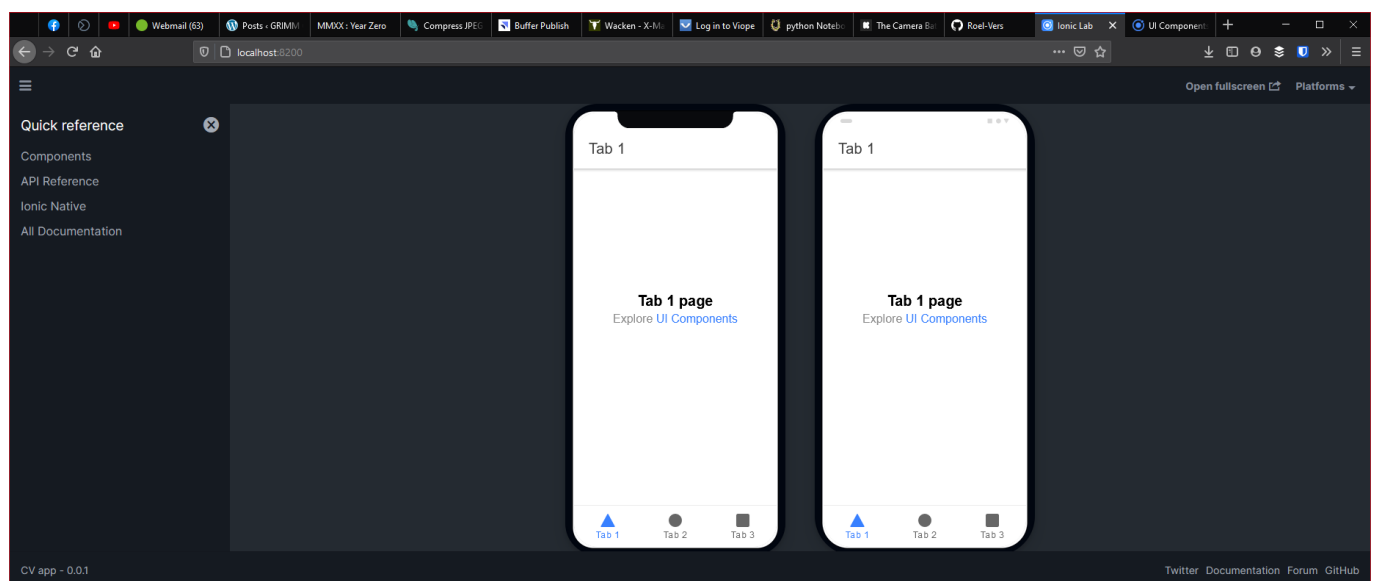 Webmail (63) Posts ‹ GRIMM MMXX : Year Zero Compress JPEG Buffer Publish Wacken - X-Ma Log in to Viope python Notebo The Camera Bat Roel-Vers Ionic Lab UI Component
localhost:8200
Open fullscreen Platforms
Quick reference
Components
API Reference
Ionic Native
All Documentation
Tab 1
Tab 1 page
Explore UI Components
Tab 1 Tab 2 Tab 3
Tab 1
Tab 1 page
Explore UI Components
Tab 1 Tab 2 Tab 3
CV app - 0.0.1
Twitter Documentation Forum GitHub